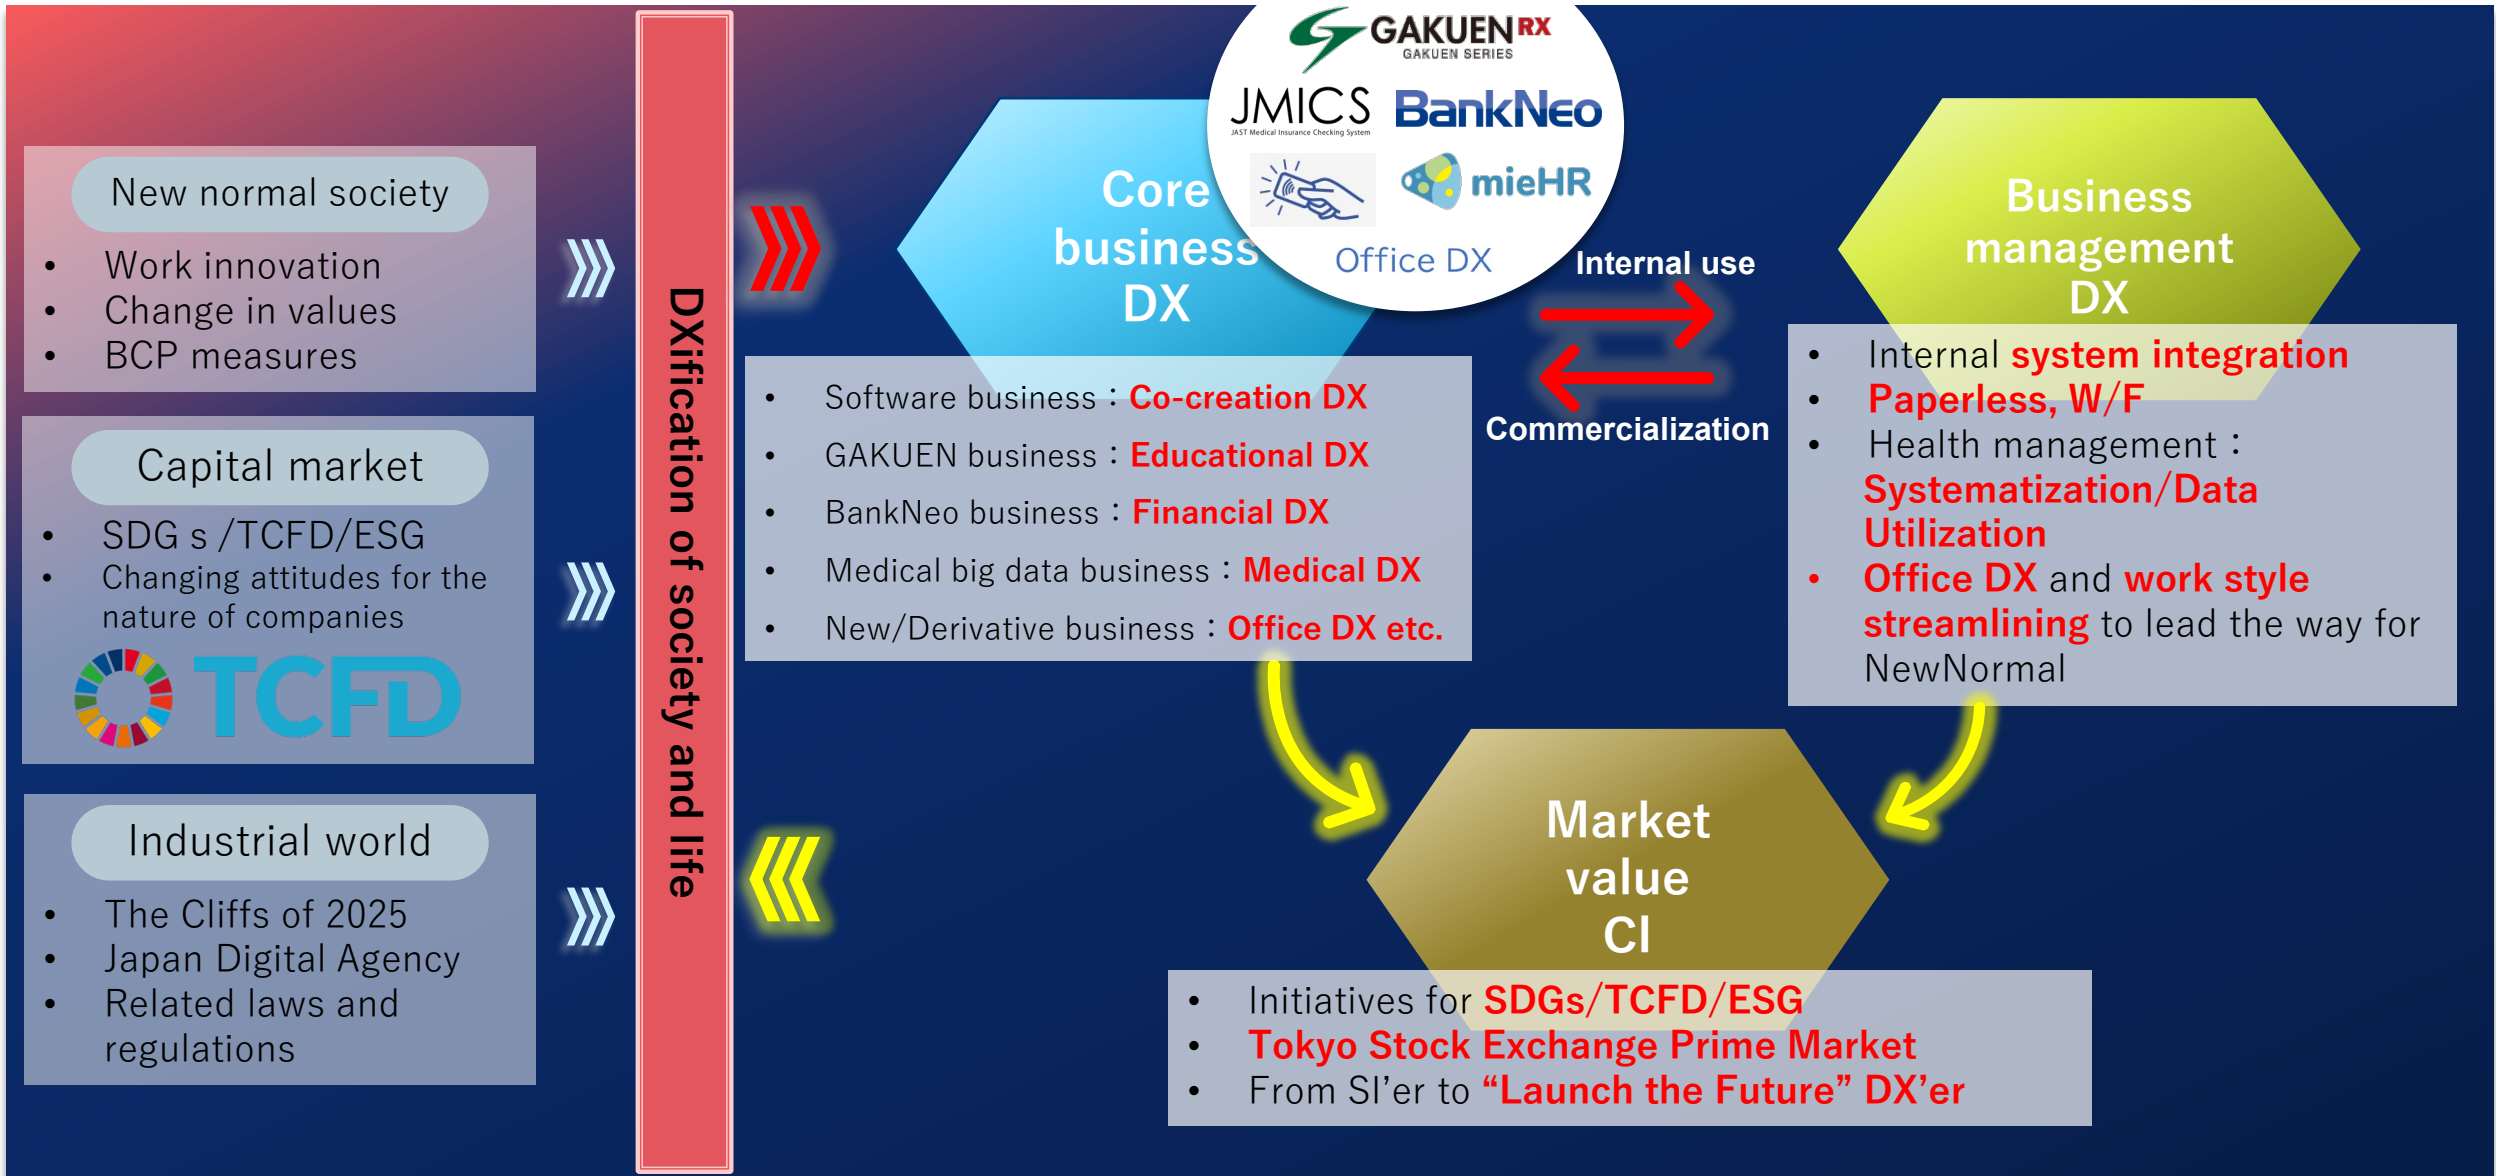 New normal society
• Work innovation
• Change in values
• BCP measures
Capital market
• SDG s /TCFD/ESG
• Changing attitudes for the
nature of companies
TCFD
Industrial world
• The Cliffs of 2025
• Japan Digital Agency
• Related laws and
regulations
DXification of society and life
GAKUEN RX
GAKUEN SERIES
JMICS
JAST Medical Insurance Checking System
BankNeo
mieHR
Office DX
Core
business
DX
• Software business：Co-creation DX
• GAKUEN business：Educational DX
• BankNeo business：Financial DX
• Medical big data business：Medical DX
• New/Derivative business：Office DX etc.
Internal use
Commercialization
Business
management
DX
• Internal system integration
• Paperless, W/F
• Health management：
Systematization/Data
Utilization
• Office DX and work style
streamlining to lead the way for
NewNormal
Market
value
CI
• Initiatives for SDGs/TCFD/ESG
• Tokyo Stock Exchange Prime Market
• From SI’er to “Launch the Future” DX’er